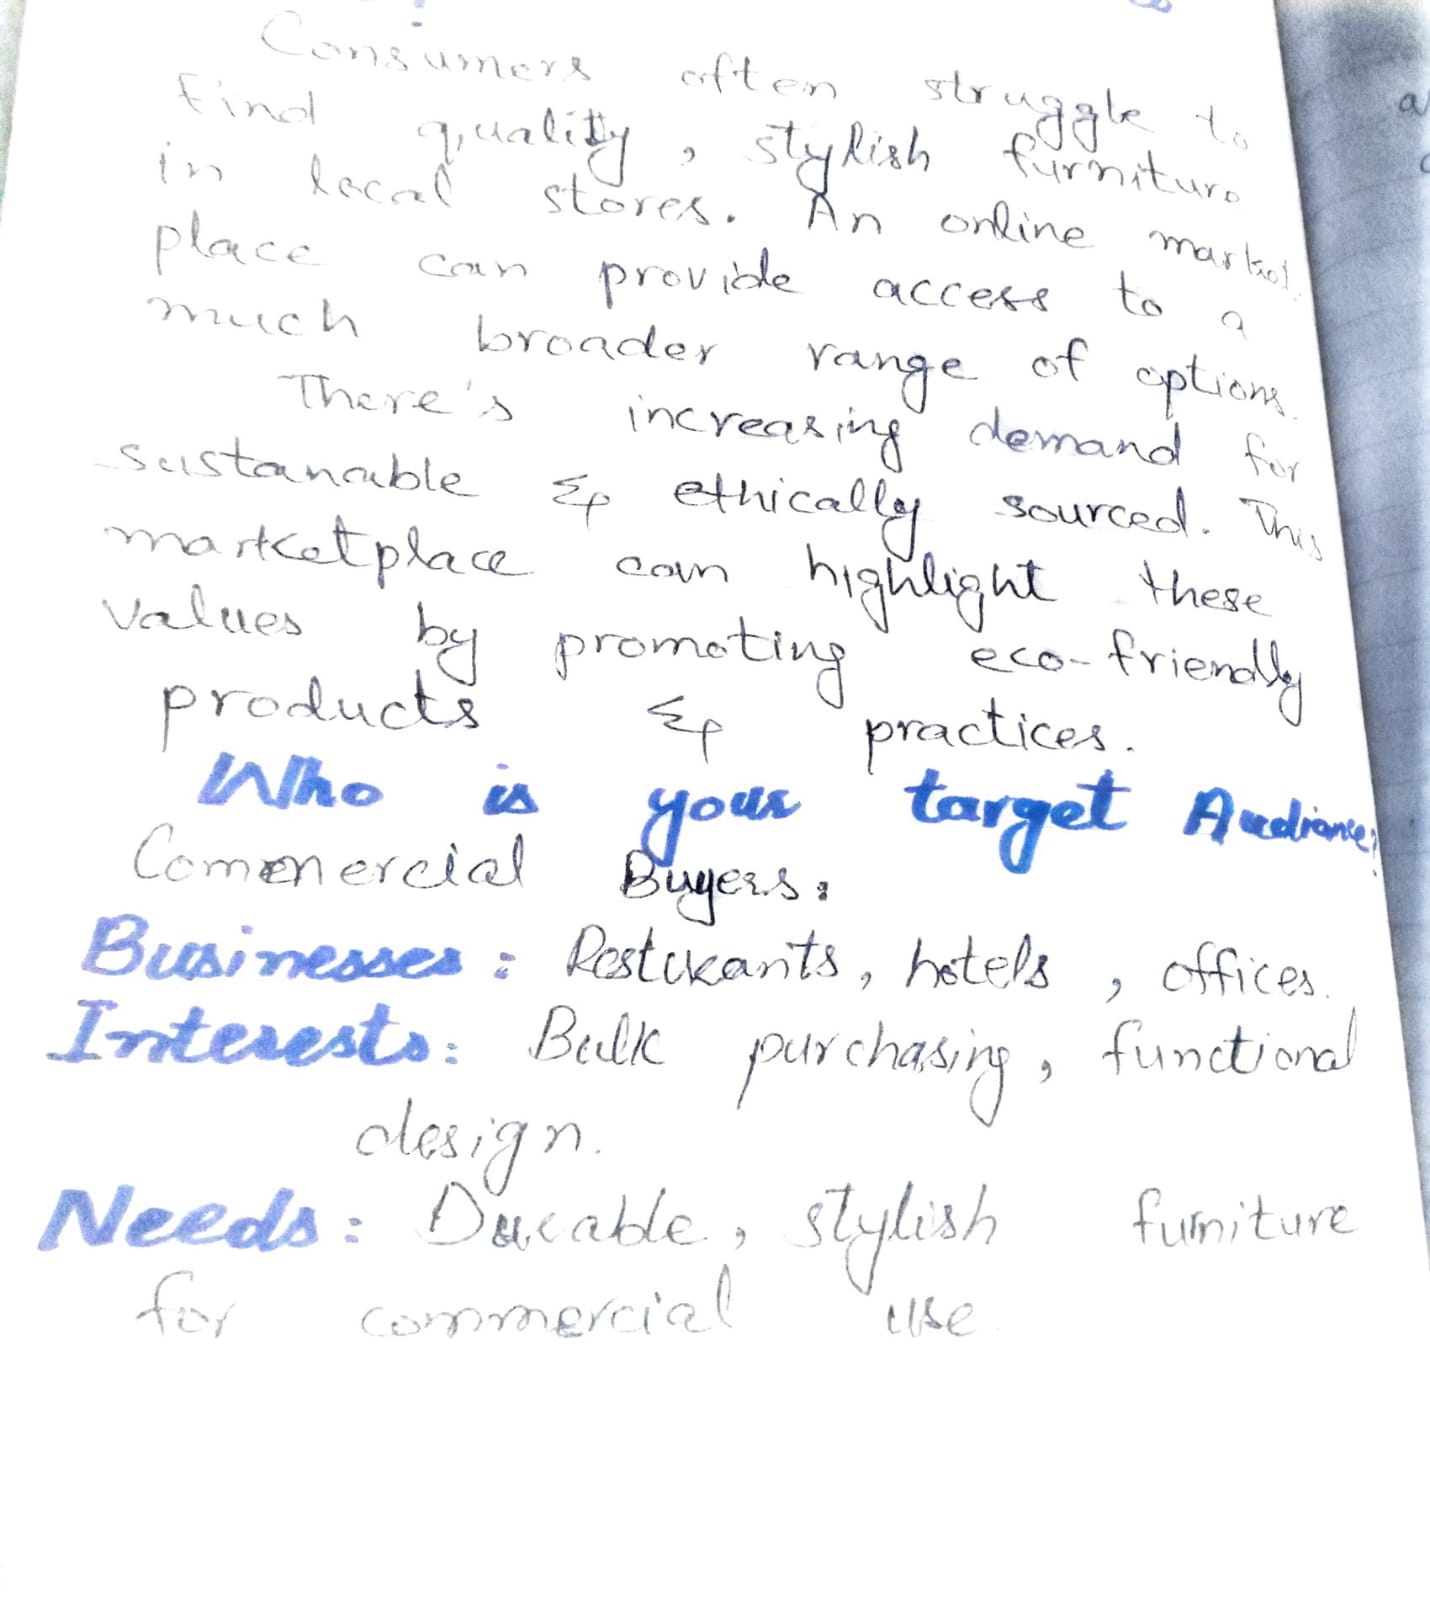 Consumers often struggle to
find quality, stylish furniture
in local stores. An online market
place can provide access to a
much broader range of options.
There's increasing demand for
sustanable & ethically sourced. This
marketplace can highlight these
values by promoting eco-friendly
products & practices.
Who is your target Audiance?
Commercial Buyers:
Businesses: Resturants, hotels, offices.
Interests: Bulk purchasing, functional
design.
Needs: Durable, stylish furniture
for commercial use